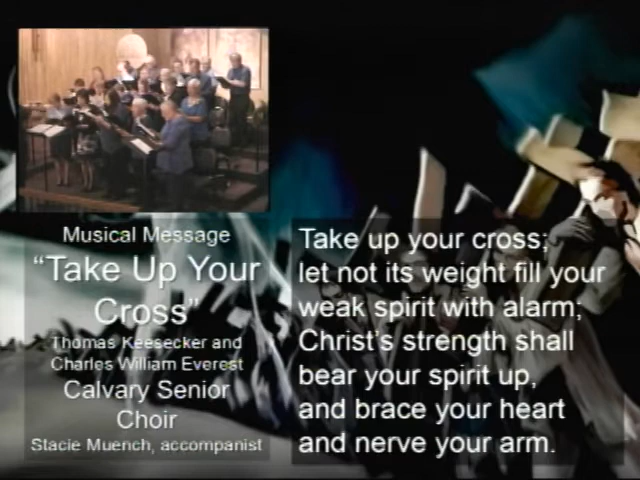 Musical Message
“Take Up Your
Cross”
Thomas Keesecker and
Charles William Everest
Calvary Senior
Choir
Stacie Muench, accompanist
Take up your cross;
let not its weight fill your
weak spirit with alarm;
Christ’s strength shall
bear your spirit up,
and brace your heart
and nerve your arm.